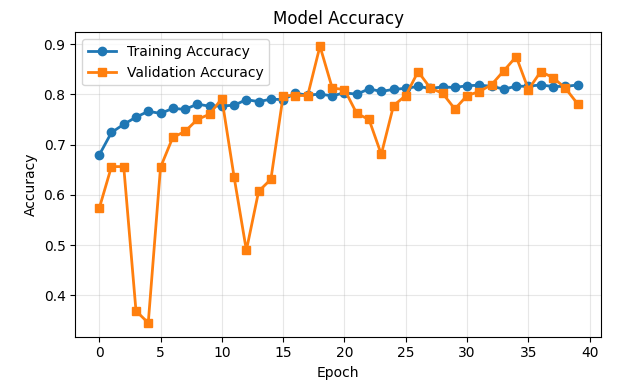 Model Accuracy
Training Accuracy
Validation Accuracy
0.9
0.8
0.7
0.6
0.5
0.4
Accuracy
0 5 10 15 20 25 30 35 40
Epoch